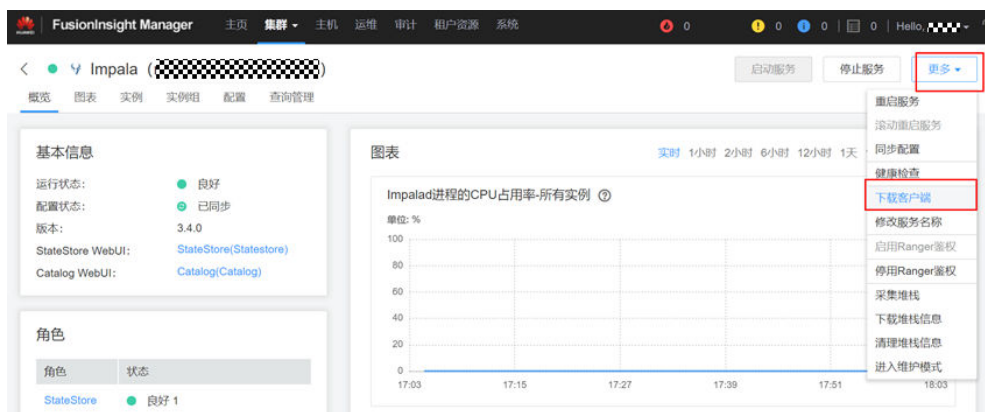 FusionInsight Manager 主页 集群 主机 运维 审计 租户资源 系统 0 0 0 0 Hello,
Impala ( )
启动服务 停止服务 更多
概览 图表 实例 实例组 配置 查询管理
重启服务
滚动重启服务
同步配置
健康检查
下载客户端
修改服务名称
启用Ranger鉴权
停用Ranger鉴权
采集堆栈
下载堆栈信息
清理堆栈信息
进入维护模式
基本信息
运行状态: 良好
配置状态: 已同步
版本: 3.4.0
StateStore WebUI: StateStore(Statestore)
Catalog WebUI: Catalog(Catalog)
角色
角色 状态
StateStore 良好 1
图表
实时 1小时 2小时 6小时 12小时 1天
Impalad进程的CPU占用率-所有实例
单位: %
100
80
60
40
20
0
17:03 17:15 17:27 17:39 17:51 18:03